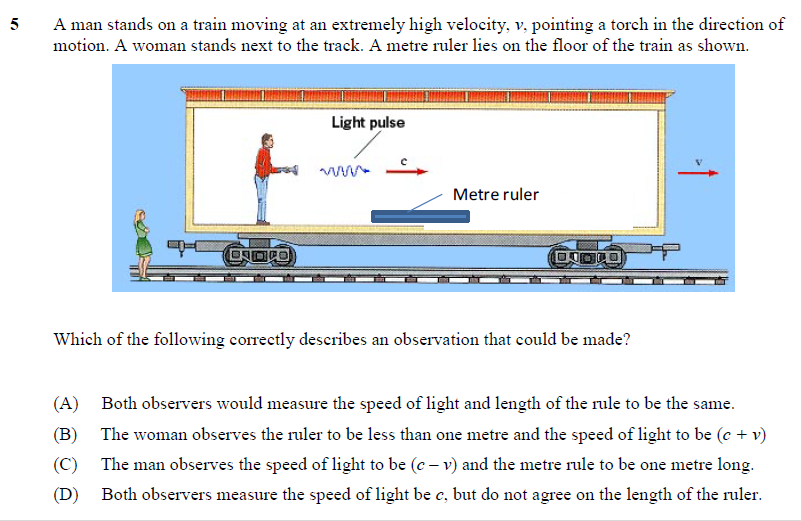 5 A man stands on a train moving at an extremely high velocity, v, pointing a torch in the direction of
motion. A woman stands next to the track. A metre ruler lies on the floor of the train as shown.
Light pulse
c
v
Metre ruler
Which of the following correctly describes an observation that could be made?
(A) Both observers would measure the speed of light and length of the rule to be the same.
(B) The woman observes the ruler to be less than one metre and the speed of light to be (c + v)
(C) The man observes the speed of light to be (c – v) and the metre rule to be one metre long.
(D) Both observers measure the speed of light be c, but do not agree on the length of the ruler.